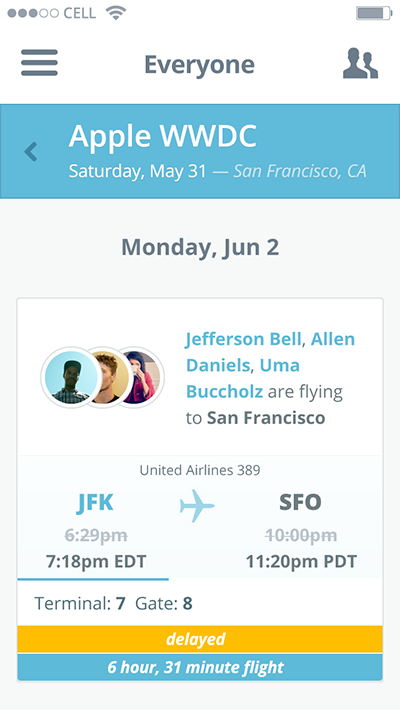 CELL
Everyone
Apple WWDC
Saturday, May 31 — San Francisco, CA
Monday, Jun 2
Jefferson Bell, Allen
Daniels, Uma
Buccholz are flying
to San Francisco
United Airlines 389
JFK SFO
6:29pm 10:00pm
7:18pm EDT 11:20pm PDT
Terminal: 7 Gate: 8
delayed
6 hour, 31 minute flight